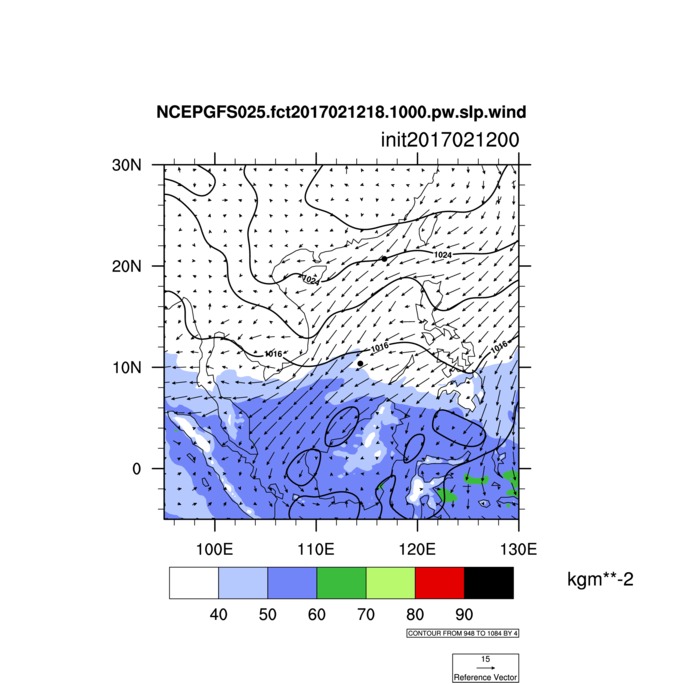 NCEPGFS025.fct2017021218.1000.pw.slp.wind
init2017021200
30N
20N
10N
0
1024
1024
1016
1016
1016
100E 110E 120E 130E
kgm**-2
40 50 60 70 80 90
CONTOUR FROM 948 TO 1084 BY 4
15
Reference Vector